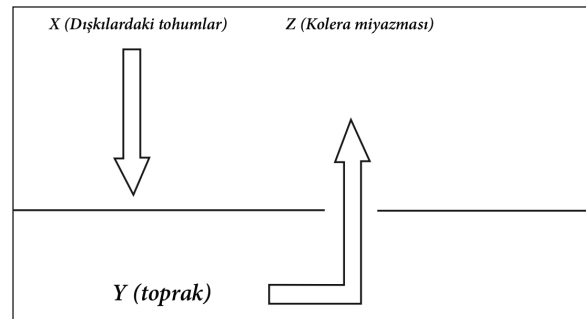 X (Dışkılardaki tohumlar)
Z (Kolera miyazması)
Y (toprak)